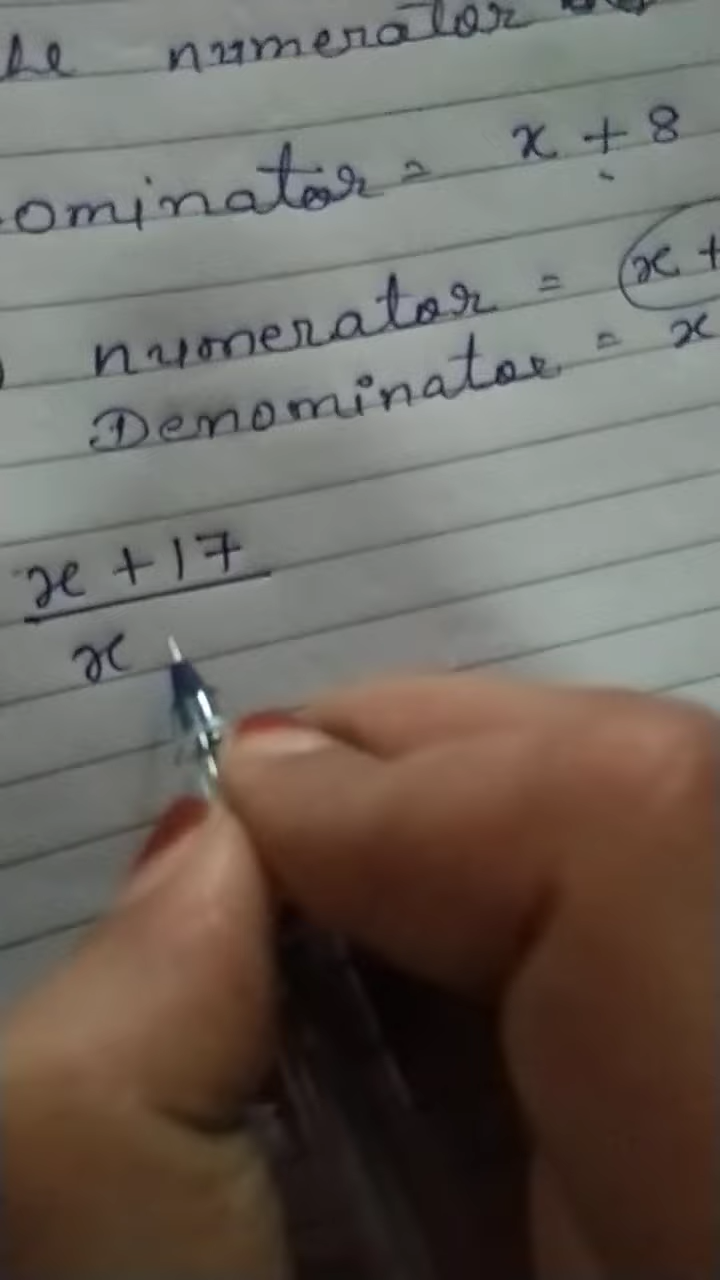 numerator
ominator = x + 8
numerator = (x +
Denominator = x
x + 17
x